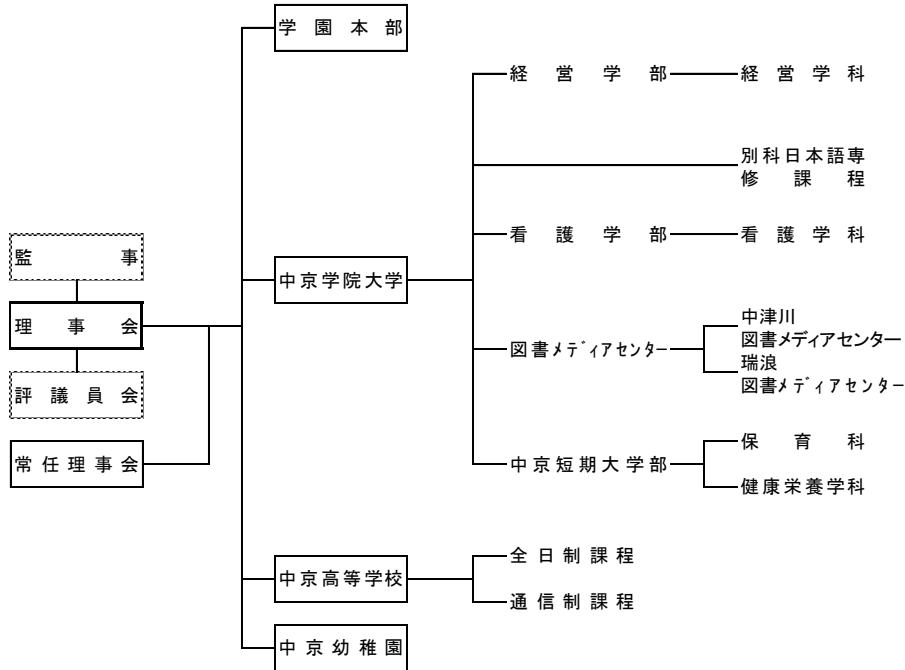 学園本部
経営学部
経営学科
別科日本語専
修課程
監事
看護学部
看護学科
中京学院大学
理事会
図書メディアセンター
中津川
図書メディアセンター
瑞浪
図書メディアセンター
評議員会
常任理事会
中京短期大学部
保育科
健康栄養学科
中京高等学校
全日制課程
通信制課程
中京幼稚園